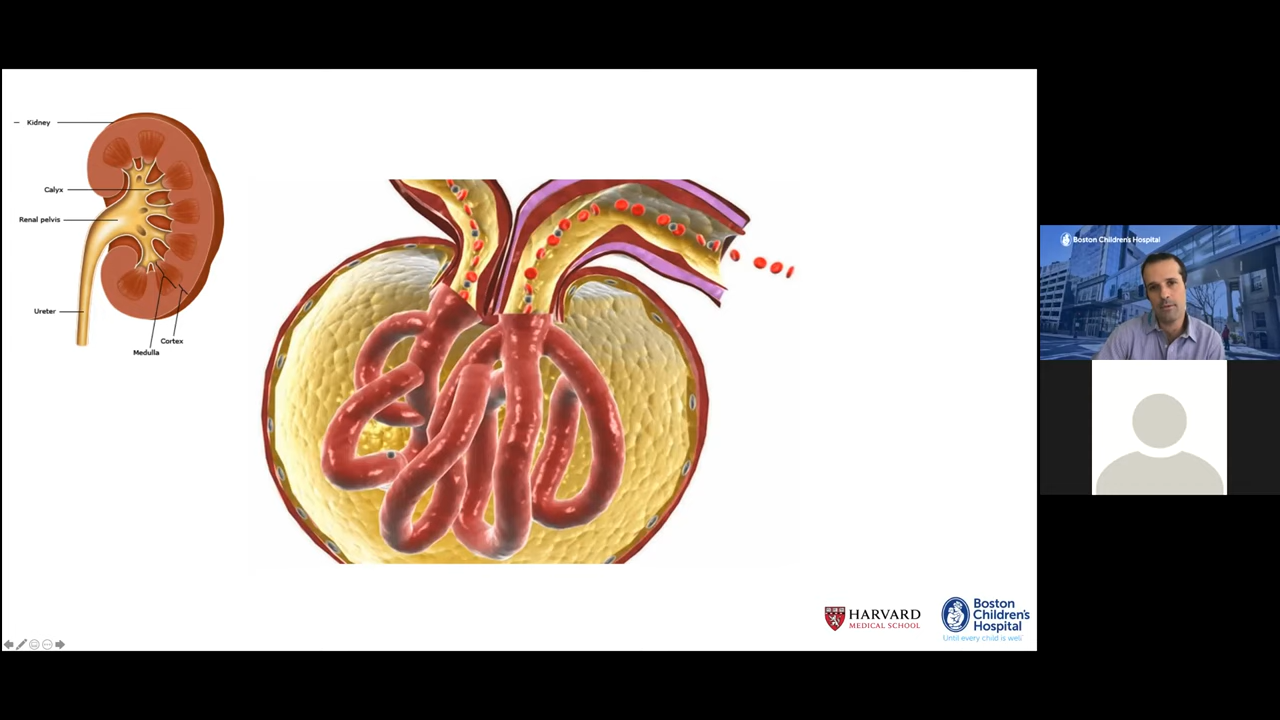 Kidney
Calyx
Renal pelvis
Ureter
Cortex
Medulla
HARVARD
MEDICAL SCHOOL
Boston
Children's
Hospital
Until every child is well
Boston Children's Hospital